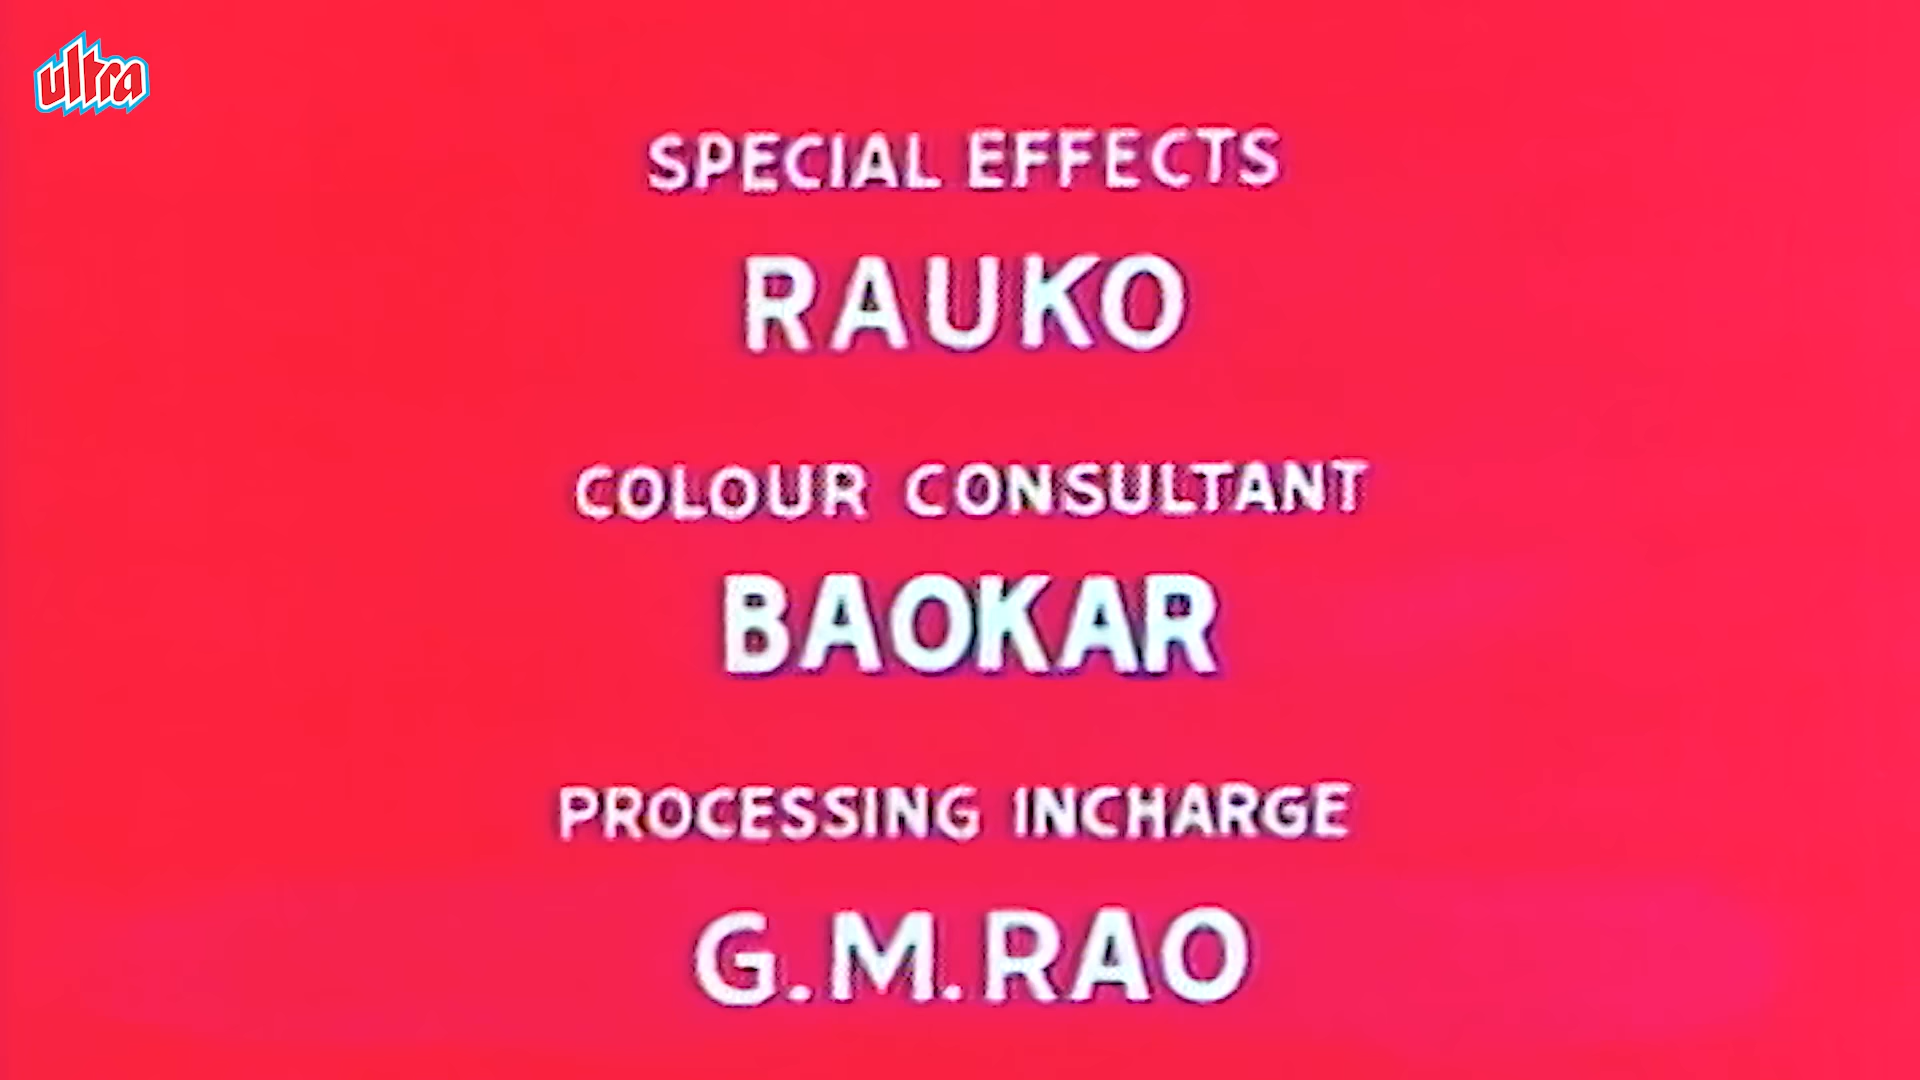 ultra
SPECIAL EFFECTS
RAUKO
COLOUR CONSULTANT
BAOKAR
PROCESSING INCHARGE
G.M.RAO